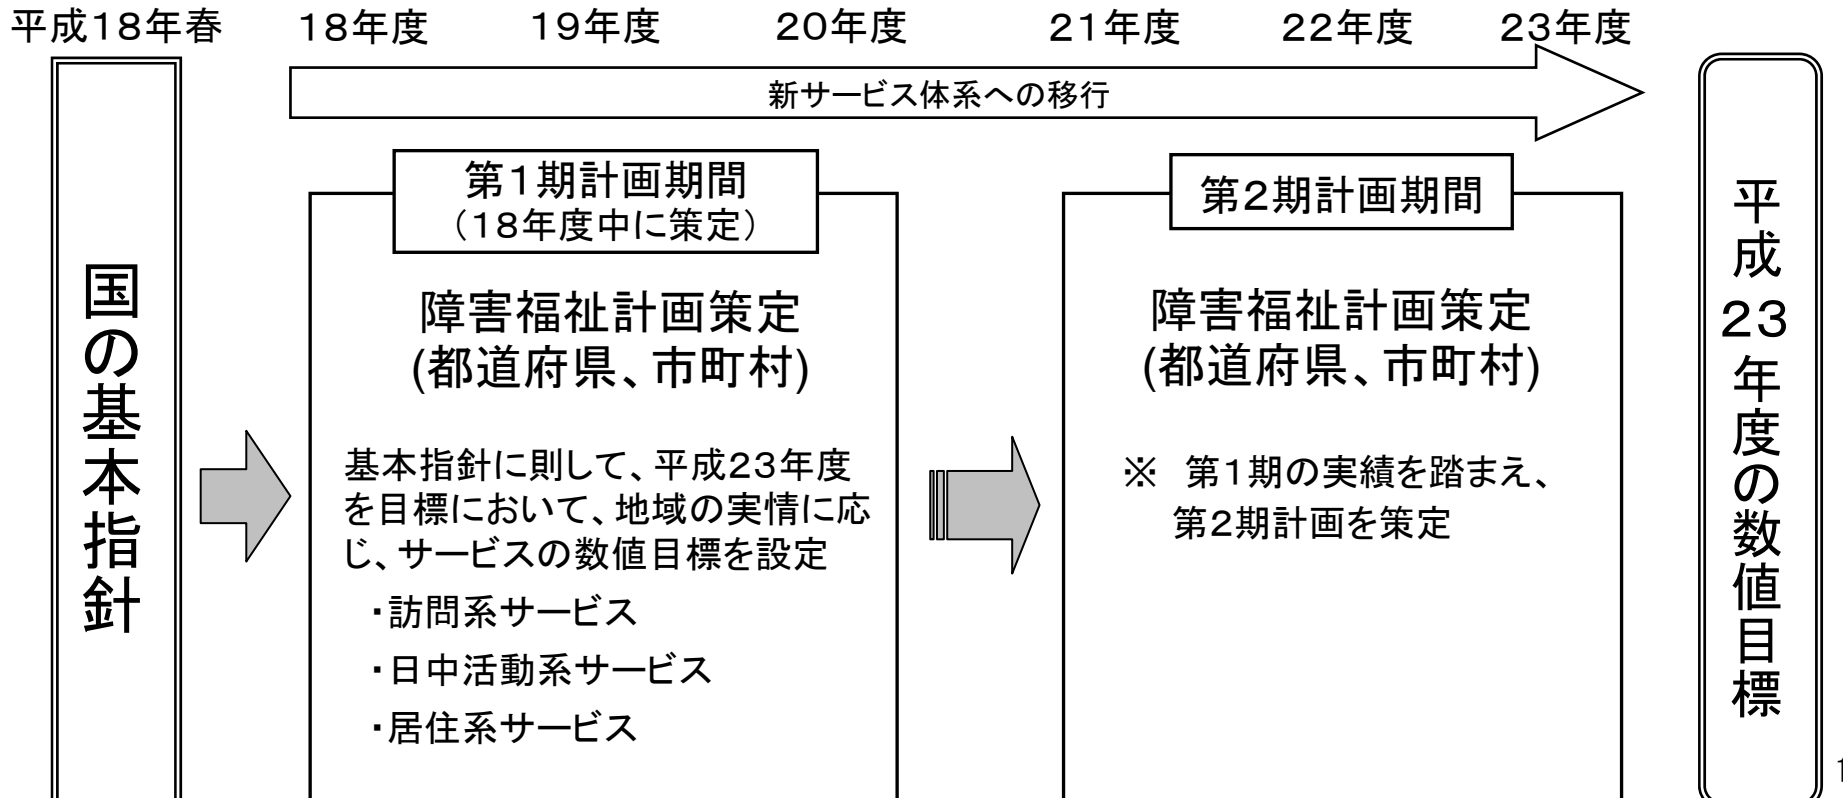 平成18年春　18年度　19年度　20年度　21年度　22年度　23年度
新サービス体系への移行
国の基本指針
第1期計画期間
（18年度中に策定）
障害福祉計画策定
(都道府県、市町村)
基本指針に則して、平成23年度
を目標において、地域の実情に応
じ、サービスの数値目標を設定
・訪問系サービス
・日中活動系サービス
・居住系サービス
第2期計画期間
障害福祉計画策定
(都道府県、市町村)
※　第1期の実績を踏まえ、
第2期計画を策定
平成23年度の数値目標